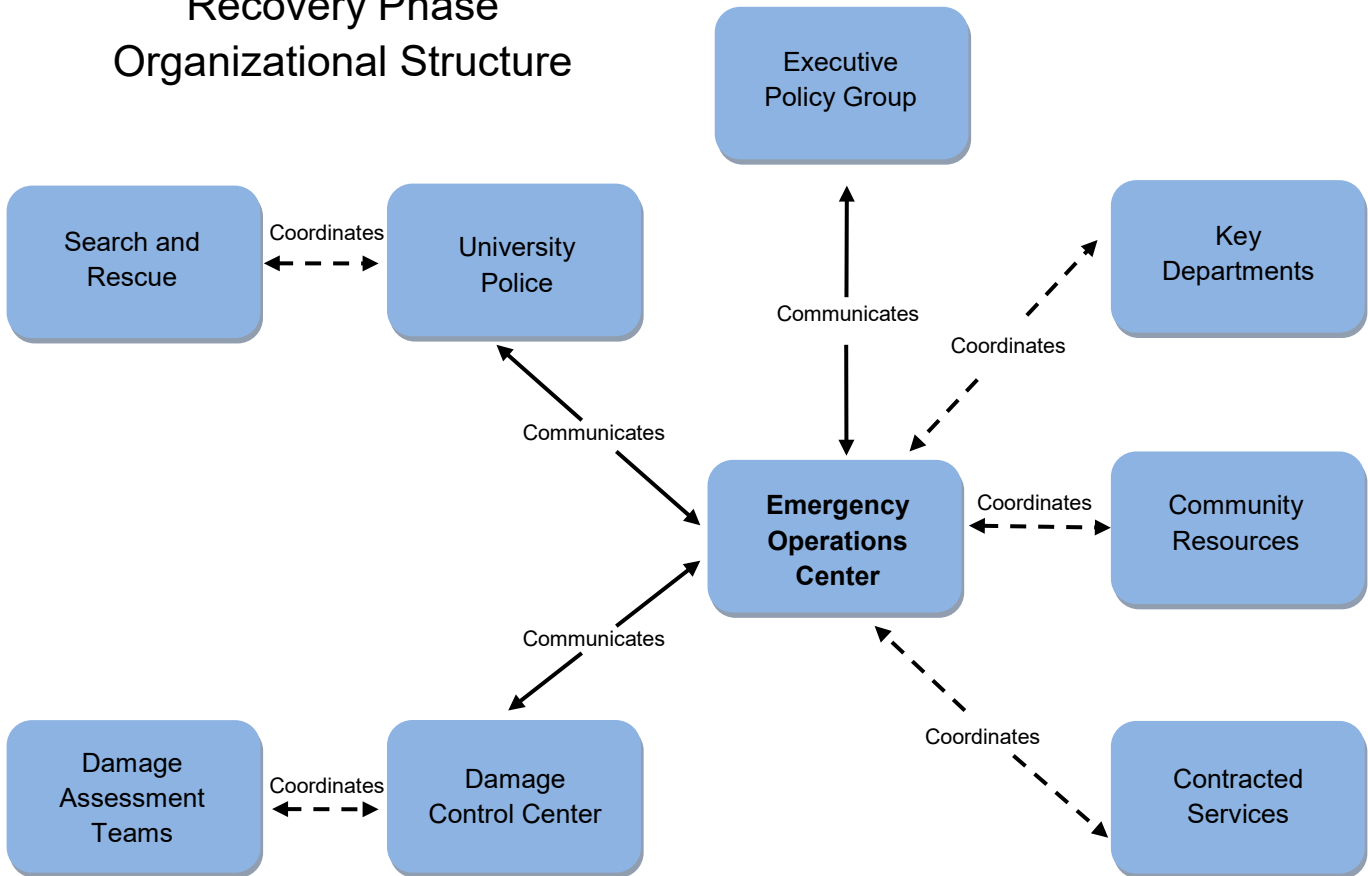 Recovery Phase
Organizational Structure
Executive
Policy Group
Search and
Rescue
Coordinates
University
Police
Key
Departments
Communicates
Coordinates
Communicates
Emergency
Operations
Center
Coordinates
Community
Resources
Communicates
Damage
Assessment
Teams
Coordinates
Damage
Control Center
Coordinates
Contracted
Services